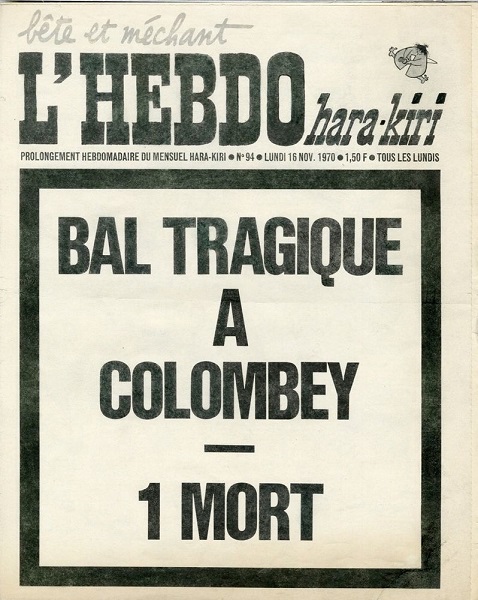 bête et méchant
L'HEBDO hara-kiri
PROLONGEMENT HEBDOMADAIRE DU MENSUEL HARA-KIRI ● N° 94 ● LUNDI 16 NOV. 1970 ● 1,50 F ● TOUS LES LUNDIS
BAL TRAGIQUE
A
COLOMBEY
—
1 MORT